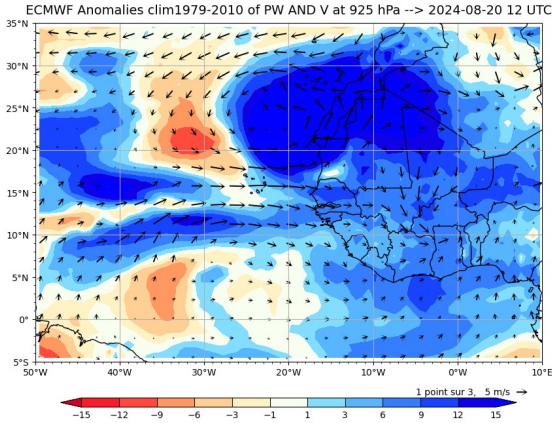 ECMWF Anomalies clim1979-2010 of PW AND V at 925 hPa --> 2024-08-20 12 UTC
35°N
30°N
25°N
20°N
15°N
10°N
5°N
0°
5°S
50°W 40°W 30°W 20°W 10°W 0° 10°E
1 point sur 3, 5 m/s
−15 −12 −9 −6 −3 −1 1 3 6 9 12 15